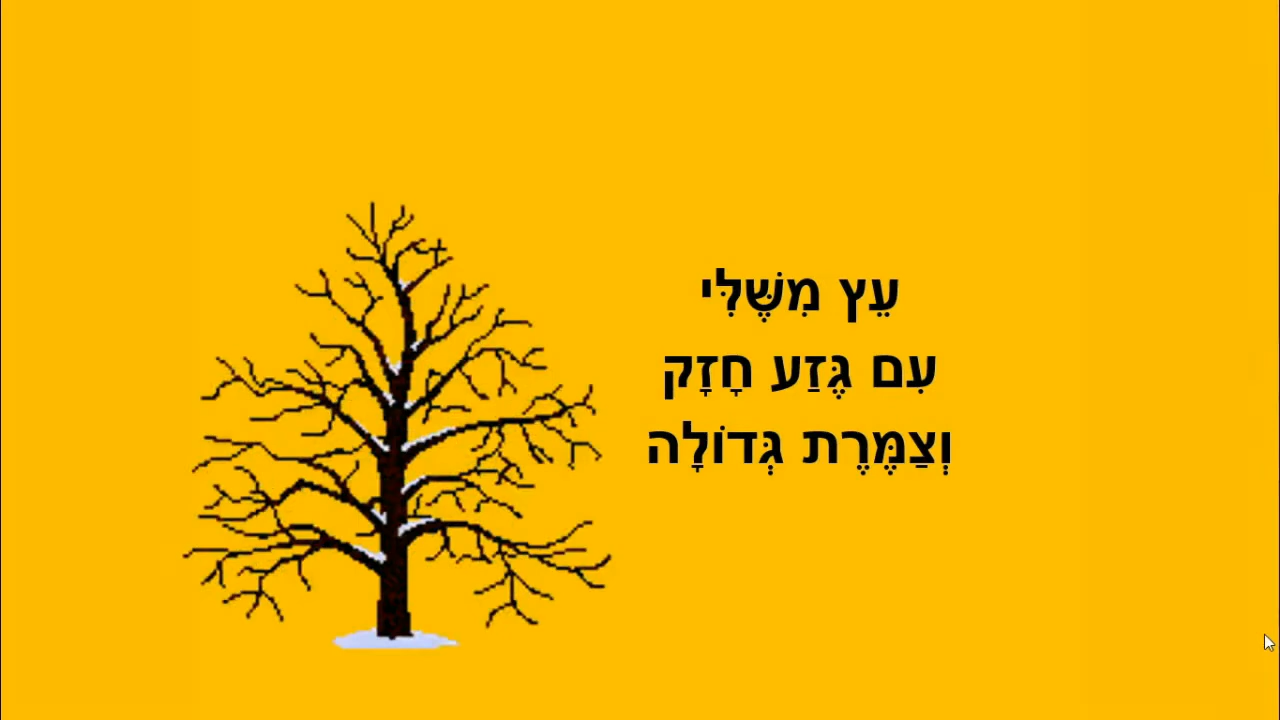 עֵץ מִשֶּׁלִּי
עִם גֶּזַע חָזָק
וְצַמֶּרֶת גְּדוֹלָה